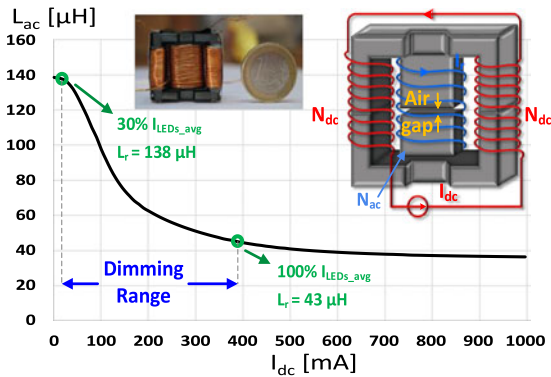 L_ac [µH]
160
140
120
100
80
60
40
20
0
0 100 200 300 400 500 600 700 800 900 1000
I_dc [mA]
30% I_LEDs_avg
L_r = 138 µH
100% I_LEDs_avg
L_r = 43 µH
Dimming
Range
N_dc
Air
gap
N_dc
N_ac
I_dc